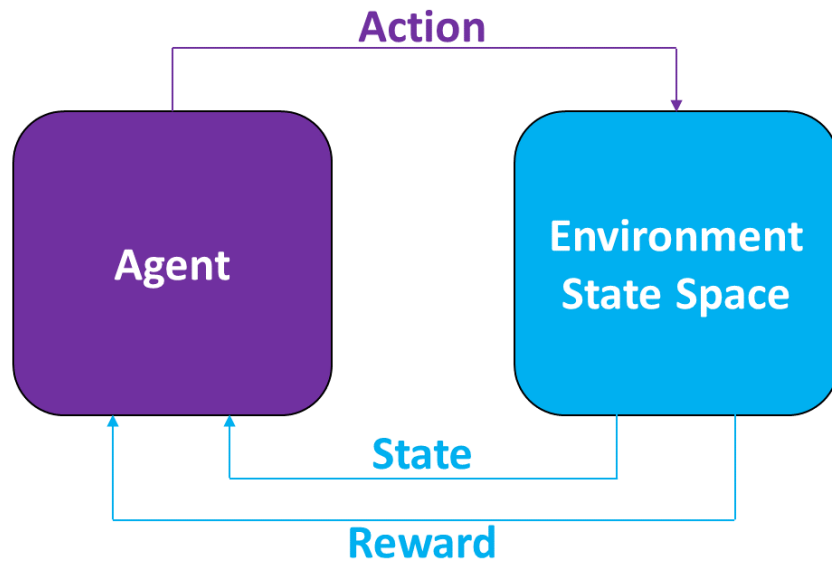 Action
Agent
Environment
State Space
State
Reward